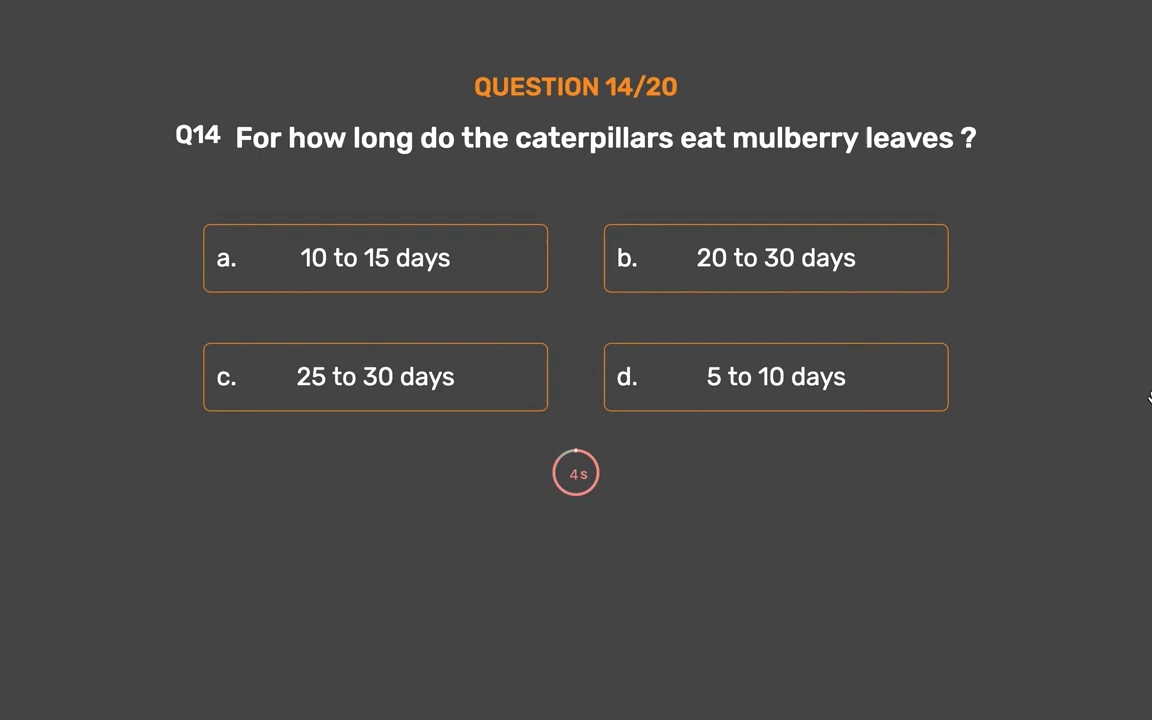 QUESTION 14/20
Q14 For how long do the caterpillars eat mulberry leaves ?
a. 10 to 15 days
b. 20 to 30 days
c. 25 to 30 days
d. 5 to 10 days
4 s